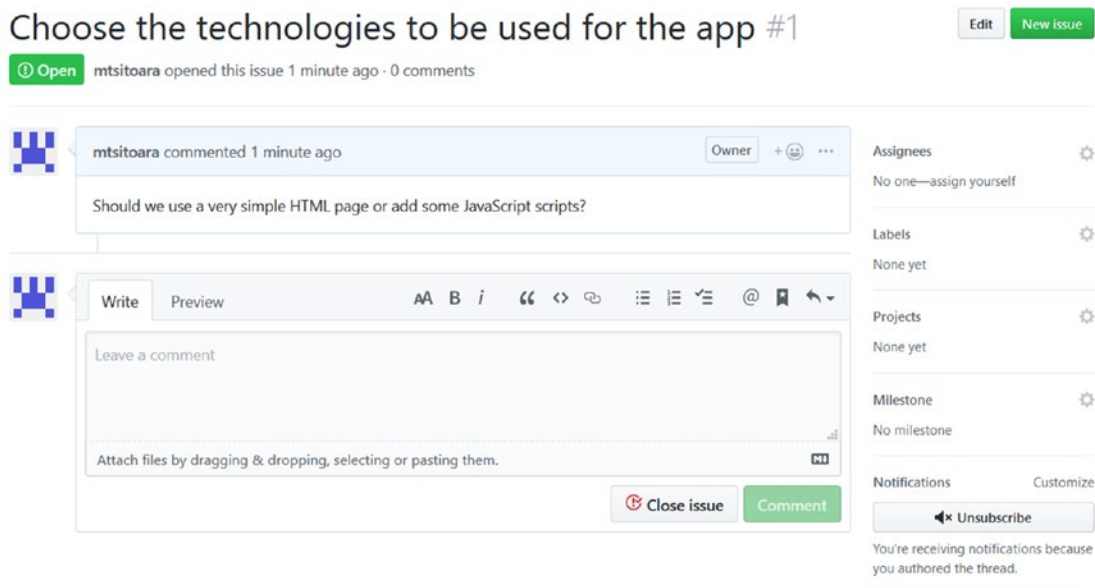 Choose the technologies to be used for the app #1
Edit
New issue
Open
mtsitoara opened this issue 1 minute ago · 0 comments
mtsitoara commented 1 minute ago
Owner
Should we use a very simple HTML page or add some JavaScript scripts?
Write
Preview
Leave a comment
Attach files by dragging & dropping, selecting or pasting them.
Close issue
Comment
Assignees
No one—assign yourself
Labels
None yet
Projects
None yet
Milestone
No milestone
Notifications
Customize
Unsubscribe
You're receiving notifications because
you authored the thread.